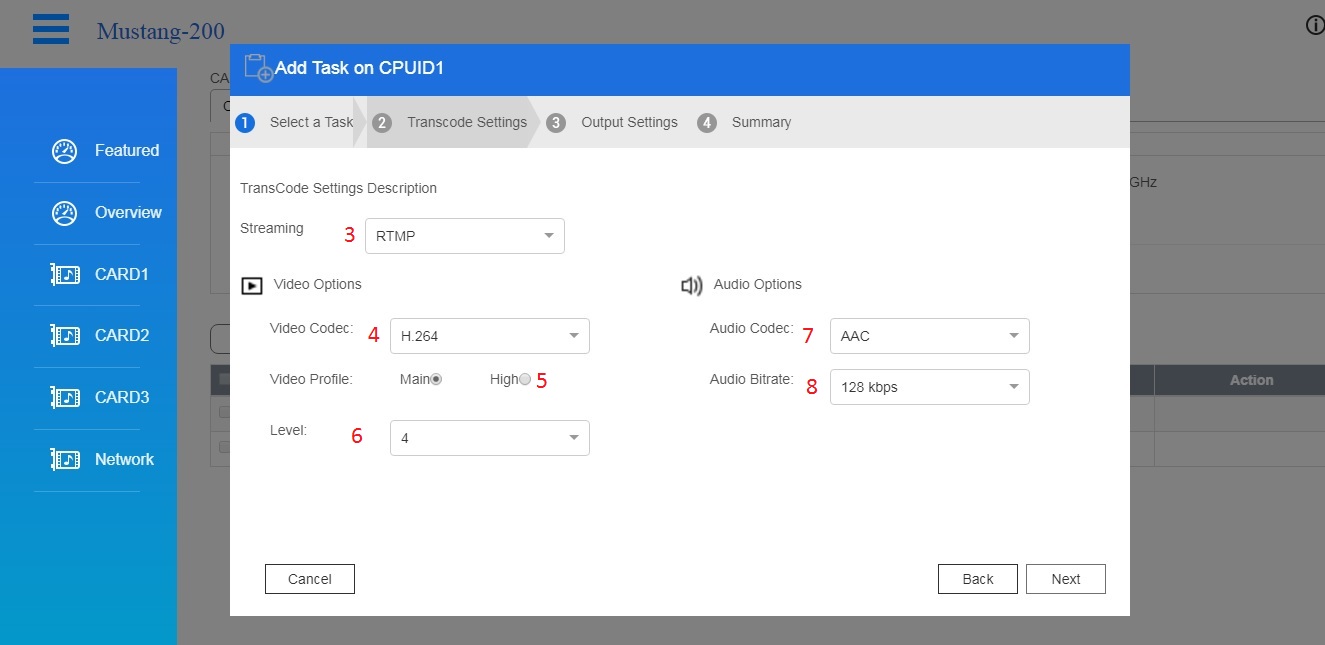 Mustang-200
CA
Add Task on CPUID1
1 Select a Task 2 Transcode Settings 3 Output Settings 4 Summary
Featured
Overview
CARD1
CARD2
CARD3
Network
GHz
Action
TransCode Settings Description
Streaming 3 RTMP
Video Options
Video Codec: 4 H.264
Video Profile: Main High 5
Level: 6 4
Audio Options
Audio Codec: 7 AAC
Audio Bitrate: 8 128 kbps
Cancel Back Next